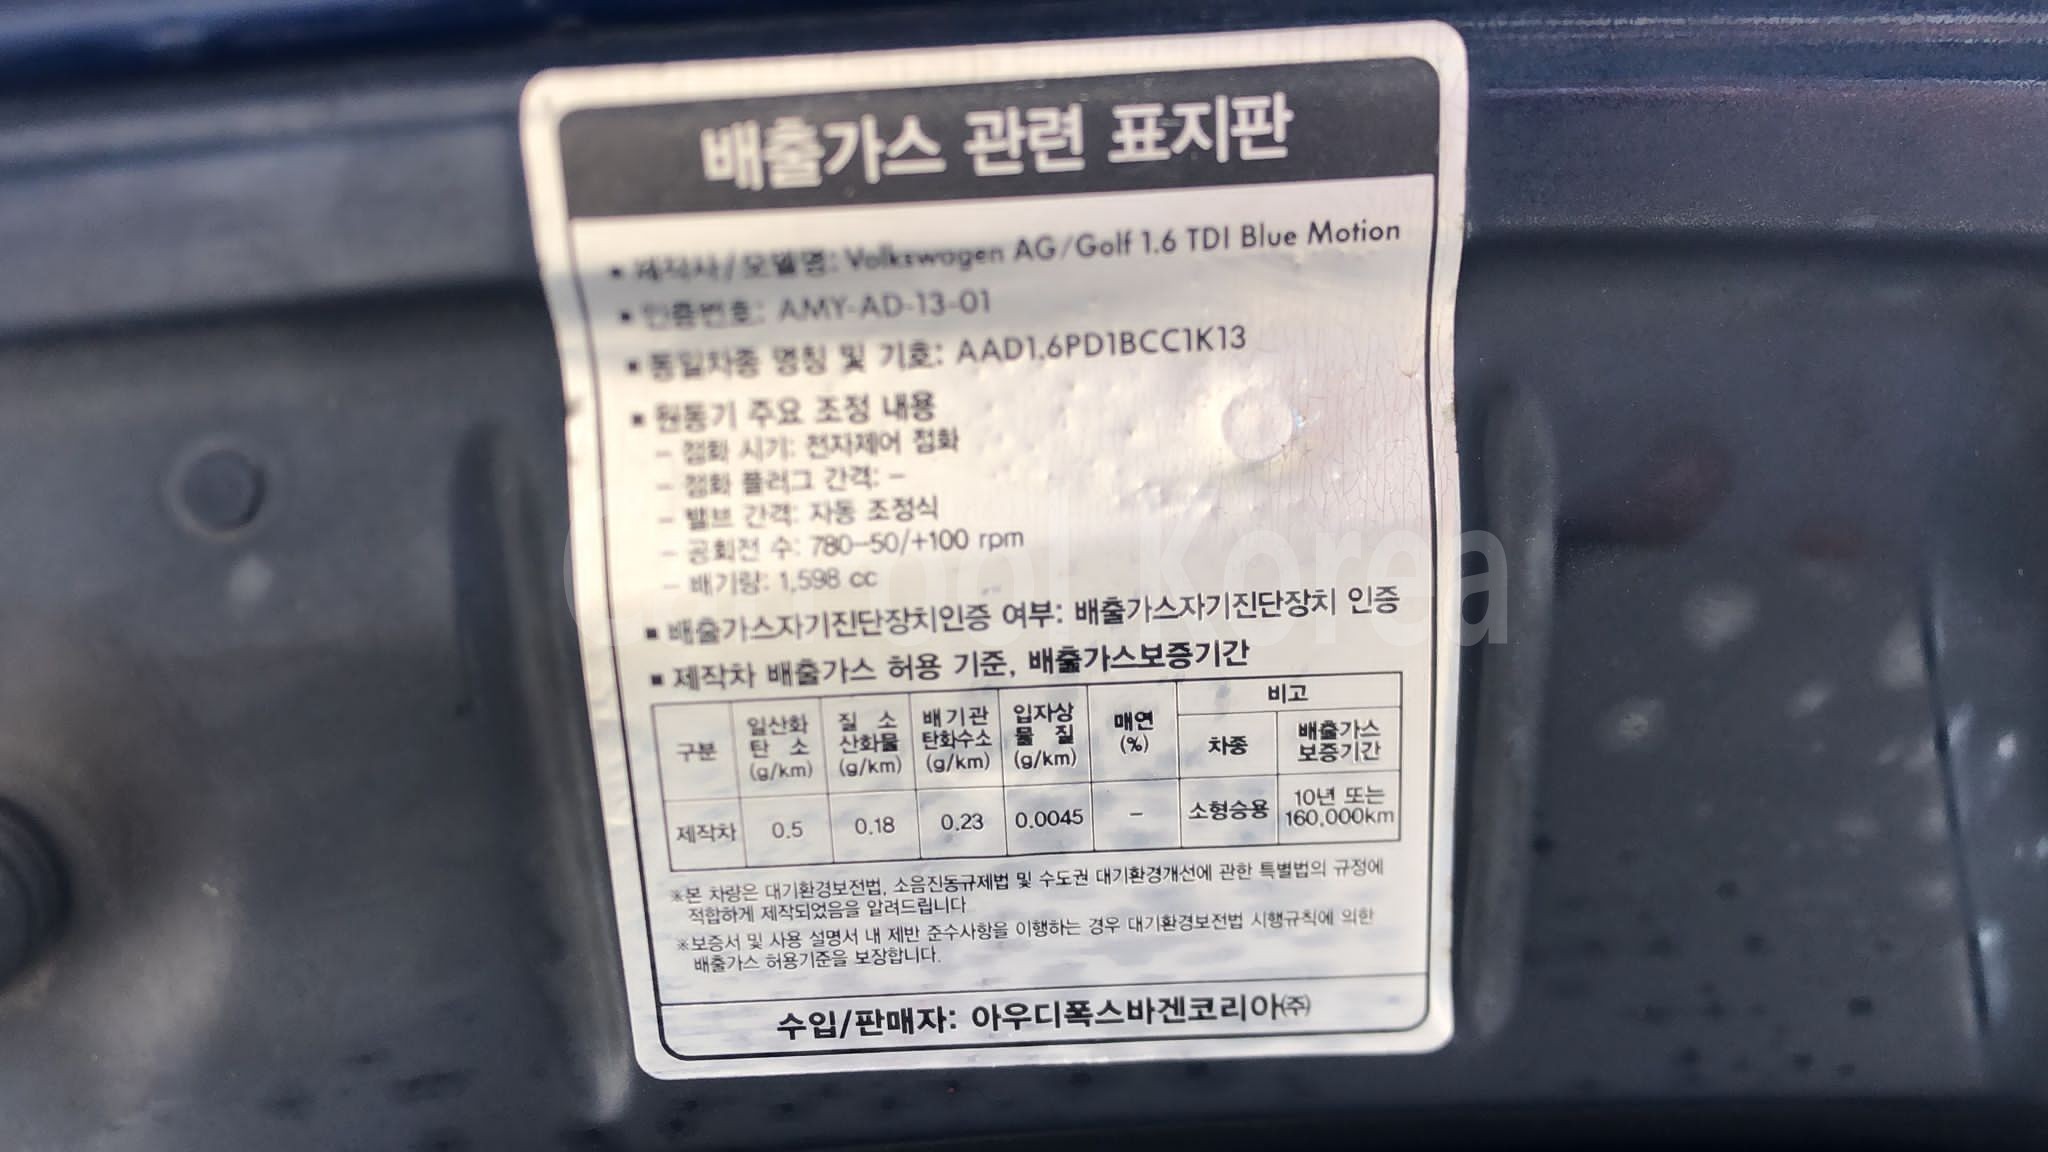 배출가스 관련 표지판
▪ 제작사/모델명: Volkswagen AG/Golf 1.6 TDI Blue Motion
▪ 인증번호: AMY-AD-13-01
▪ 동일차종 명칭 및 기호: AAD1.6PD1BCC1K13
▪ 원동기 주요 조정 내용
– 점화 시기: 전자제어 점화
– 점화 플러그 간격: –
– 밸브 간격: 자동 조정식
– 공회전 수: 780–50/+100 rpm
– 배기량: 1,598 cc
▪ 배출가스자기진단장치인증 여부: 배출가스자기진단장치 인증
▪ 제작차 배출가스 허용 기준, 배출가스보증기간
구분 일산화탄소 (g/km) 질소산화물 (g/km) 배기관탄화수소 (g/km) 입자상물질 (g/km) 매연 (%) 비고
차종 배출가스 보증기간
제작차 0.5 0.18 0.23 0.0045 – 소형승용 10년 또는 160,000km
※본 차량은 대기환경보전법, 소음진동규제법 및 수도권 대기환경개선에 관한 특별법의 규정에
적합하게 제작되었음을 알려드립니다
※보증서 및 사용 설명서 내 제반 준수사항을 이행하는 경우 대기환경보전법 시행규칙에 의한
배출가스 허용기준을 보장합니다.
수입/판매자: 아우디폭스바겐코리아㈜
Korea